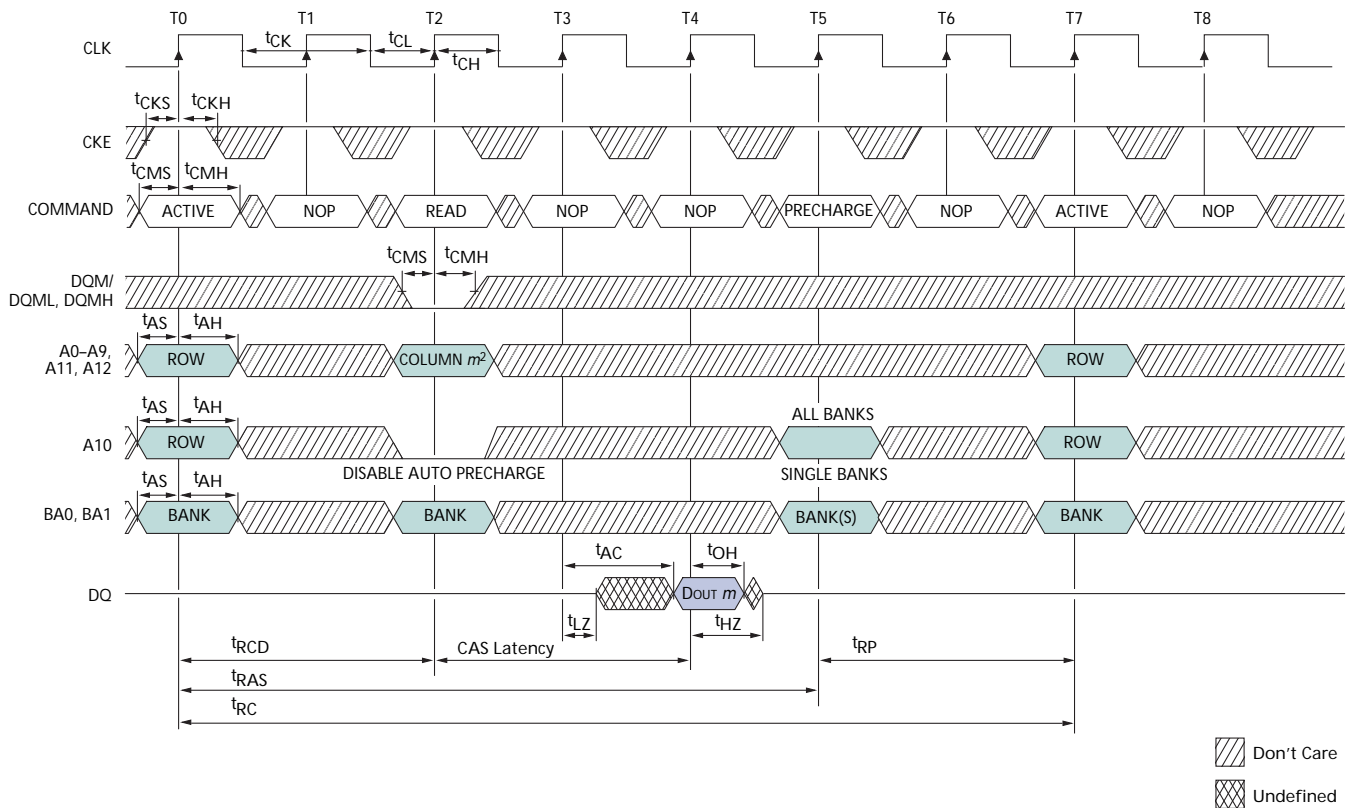 T0 T1 T2 T3 T4 T5 T6 T7 T8
CLK
tCK tCL
tCH
tCKS tCKH
CKE
tCMS tCMH
COMMAND ACTIVE NOP READ NOP NOP PRECHARGE NOP ACTIVE NOP
tCMS tCMH
DQM/
DQML, DQMH
tAS tAH
A0–A9,
A11, A12
ROW COLUMN m2 ROW
tAS tAH
ALL BANKS
A10 ROW ROW
DISABLE AUTO PRECHARGE SINGLE BANKS
tAS tAH
BA0, BA1 BANK BANK BANK(S) BANK
tAC tOH
DQ DOUT m
tLZ tHZ
tRCD CAS Latency tRP
tRAS
tRC
Don't Care
Undefined